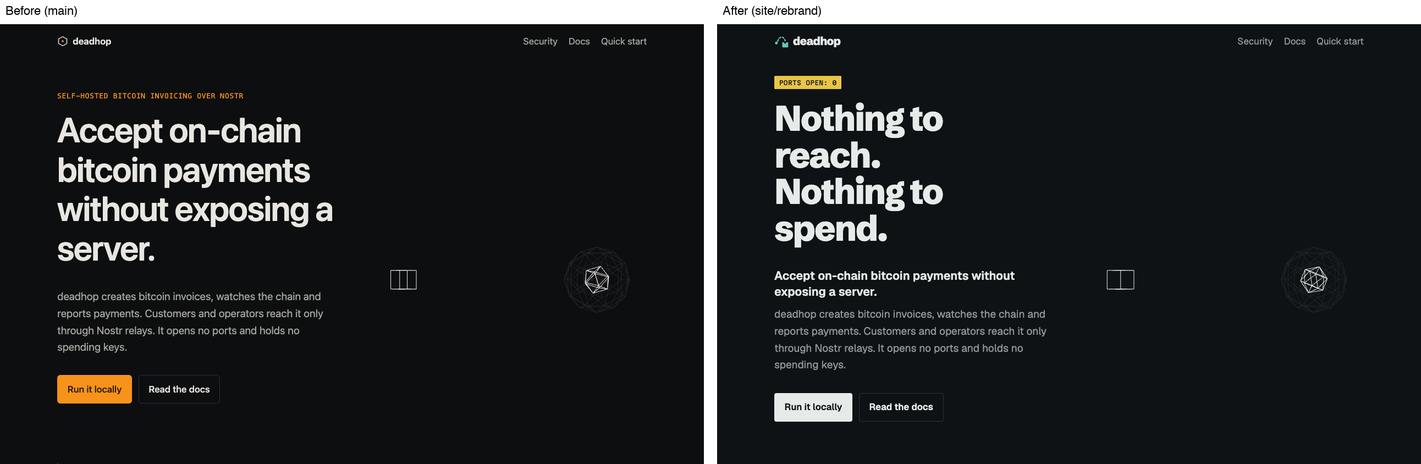 Before (main)
deadhop
Security Docs Quick start
SELF-HOSTED BITCOIN INVOICING OVER NOSTR
Accept on-chain
bitcoin payments
without exposing a
server.
deadhop creates bitcoin invoices, watches the chain and
reports payments. Customers and operators reach it only
through Nostr relays. It opens no ports and holds no
spending keys.
Run it locally Read the docs
After (site/rebrand)
deadhop
Security Docs Quick start
PORTS OPEN: 0
Nothing to
reach.
Nothing to
spend.
Accept on-chain bitcoin payments without
exposing a server.
deadhop creates bitcoin invoices, watches the chain and
reports payments. Customers and operators reach it only
through Nostr relays. It opens no ports and holds no
spending keys.
Run it locally Read the docs